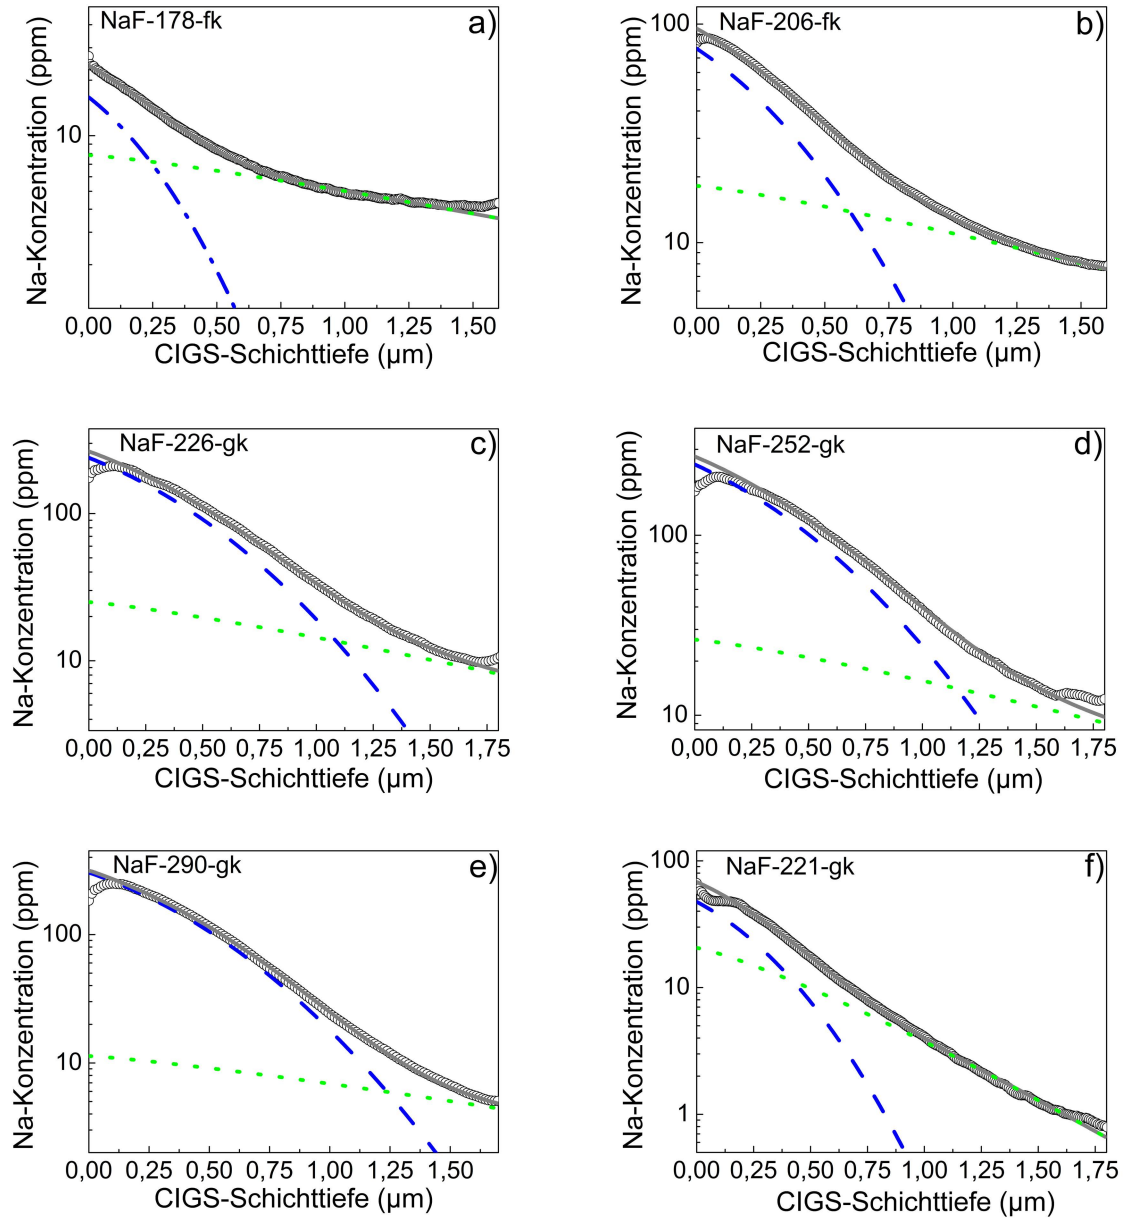 NaF-178-fk
a)
Na-Konzentration (ppm)
10
0,00 0,25 0,50 0,75 1,00 1,25 1,50
CIGS-Schichttiefe (µm)
NaF-206-fk
b)
Na-Konzentration (ppm)
100
10
0,00 0,25 0,50 0,75 1,00 1,25 1,50
CIGS-Schichttiefe (µm)
NaF-226-gk
c)
Na-Konzentration (ppm)
100
10
0,00 0,25 0,50 0,75 1,00 1,25 1,50 1,75
CIGS-Schichttiefe (µm)
NaF-252-gk
d)
Na-Konzentration (ppm)
100
10
0,00 0,25 0,50 0,75 1,00 1,25 1,50 1,75
CIGS-Schichttiefe (µm)
NaF-290-gk
e)
Na-Konzentration (ppm)
100
10
0,00 0,25 0,50 0,75 1,00 1,25 1,50
CIGS-Schichttiefe (µm)
NaF-221-gk
f)
Na-Konzentration (ppm)
100
10
1
0,00 0,25 0,50 0,75 1,00 1,25 1,50 1,75
CIGS-Schichttiefe (µm)